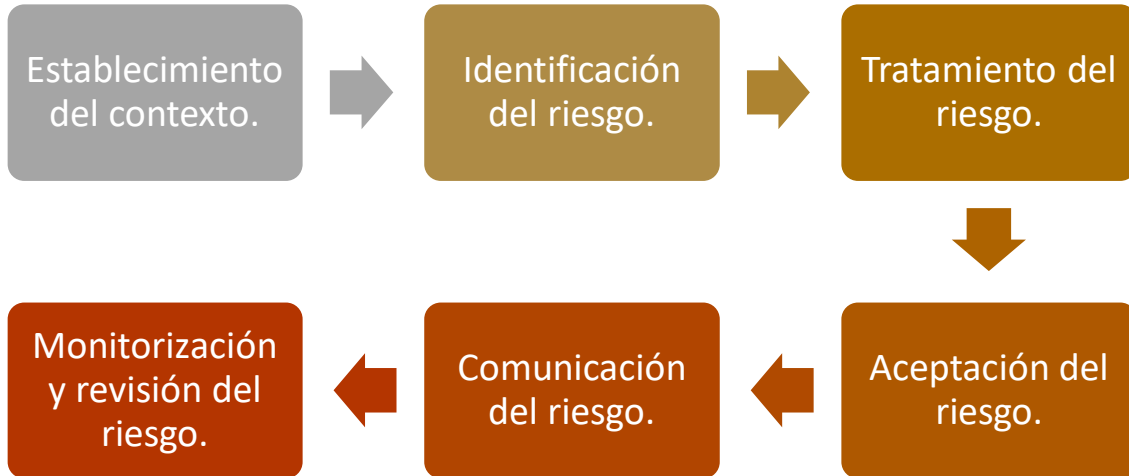 Establecimiento
del contexto.
Identificación
del riesgo.
Tratamiento del
riesgo.
Aceptación del
riesgo.
Comunicación
del riesgo.
Monitorización
y revisión del
riesgo.